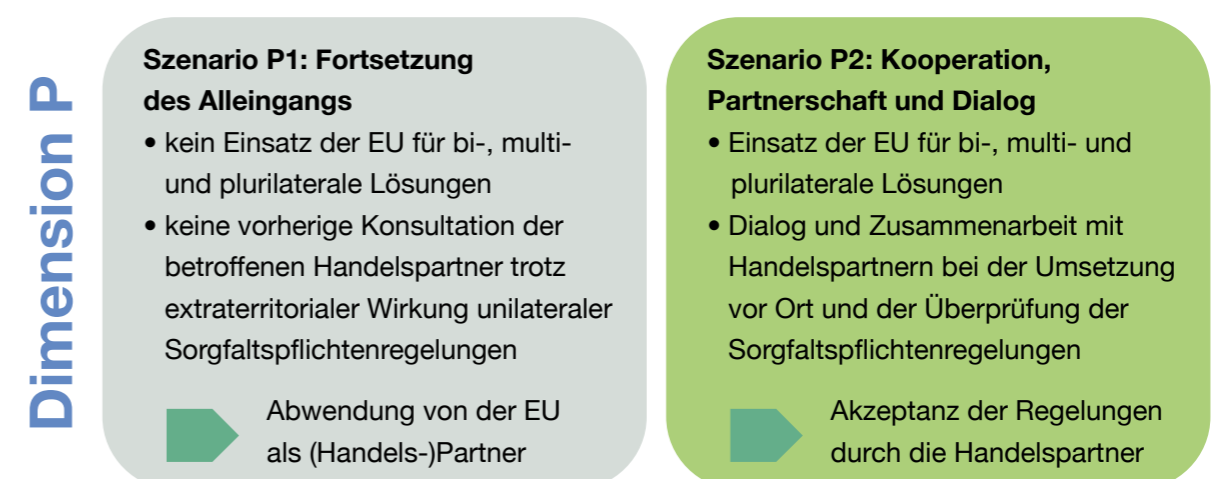 Dimension P
Szenario P1: Fortsetzung
des Alleingangs
• kein Einsatz der EU für bi-, multi-
und plurilaterale Lösungen
• keine vorherige Konsultation der
betroffenen Handelspartner trotz
extraterritorialer Wirkung unilateraler
Sorgfaltspflichtenregelungen
Abwendung von der EU
als (Handels-)Partner
Szenario P2: Kooperation,
Partnerschaft und Dialog
• Einsatz der EU für bi-, multi- und
plurilaterale Lösungen
• Dialog und Zusammenarbeit mit
Handelspartnern bei der Umsetzung
vor Ort und der Überprüfung der
Sorgfaltspflichtenregelungen
Akzeptanz der Regelungen
durch die Handelspartner